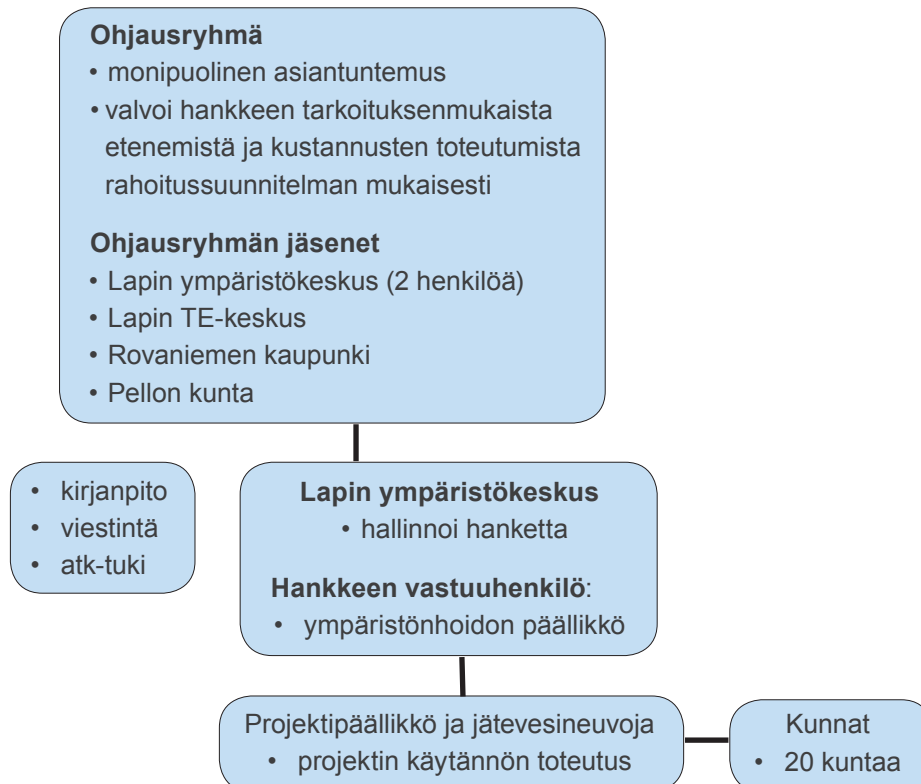 Ohjausryhmä
• monipuolinen asiantuntemus
• valvoi hankkeen tarkoituksenmukaista
etenemistä ja kustannusten toteutumista
rahoitussuunnitelman mukaisesti
Ohjausryhmän jäsenet
• Lapin ympäristökeskus (2 henkilöä)
• Lapin TE-keskus
• Rovaniemen kaupunki
• Pellon kunta
• kirjanpito
• viestintä
• atk-tuki
Lapin ympäristökeskus
• hallinnoi hanketta
Hankkeen vastuuhenkilö:
• ympäristönhoidon päällikkö
Projektipäällikkö ja jätevesineuvoja
• projektin käytännön toteutus
Kunnat
• 20 kuntaa